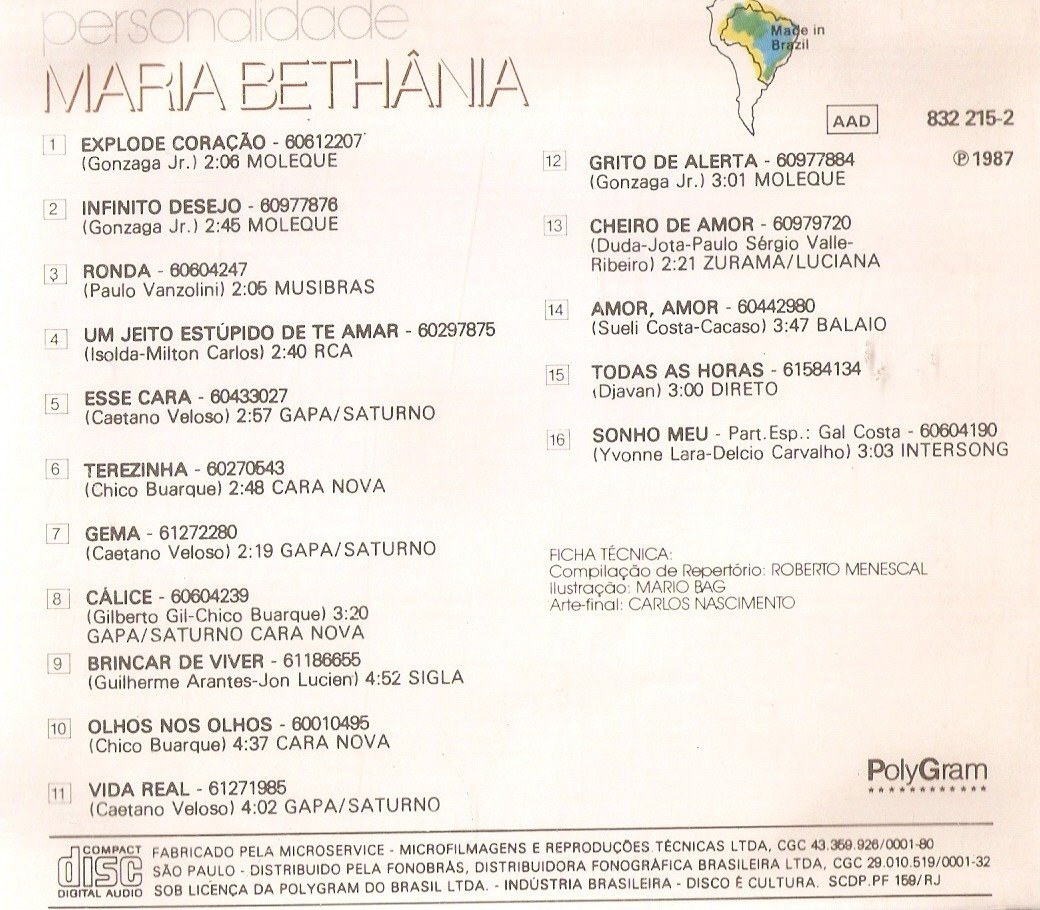 personalidade
MARIA BETHÂNIA
Made in
Brazil
AAD
832 215-2
℗ 1987
1 EXPLODE CORAÇÃO - 60612207
(Gonzaga Jr.) 2:06 MOLEQUE
2 INFINITO DESEJO - 60977876
(Gonzaga Jr.) 2:45 MOLEQUE
3 RONDA - 60604247
(Paulo Vanzolini) 2:05 MUSIBRAS
4 UM JEITO ESTÚPIDO DE TE AMAR - 60297875
(Isolda-Milton Carlos) 2:40 RCA
5 ESSE CARA - 60433027
(Caetano Veloso) 2:57 GAPA/SATURNO
6 TEREZINHA - 60270543
(Chico Buarque) 2:48 CARA NOVA
7 GEMA - 61272280
(Caetano Veloso) 2:19 GAPA/SATURNO
8 CÁLICE - 60604239
(Gilberto Gil-Chico Buarque) 3:20
GAPA/SATURNO CARA NOVA
9 BRINCAR DE VIVER - 61186655
(Guilherme Arantes-Jon Lucien) 4:52 SIGLA
10 OLHOS NOS OLHOS - 60010495
(Chico Buarque) 4:37 CARA NOVA
11 VIDA REAL - 61271985
(Caetano Veloso) 4:02 GAPA/SATURNO
12 GRITO DE ALERTA - 60977884
(Gonzaga Jr.) 3:01 MOLEQUE
13 CHEIRO DE AMOR - 60979720
(Duda-Jota-Paulo Sérgio Valle-
Ribeiro) 2:21 ZURAMA/LUCIANA
14 AMOR, AMOR - 60442980
(Sueli Costa-Cacaso) 3:47 BALAIO
15 TODAS AS HORAS - 61584134
(Djavan) 3:00 DIRETO
16 SONHO MEU - Part.Esp.: Gal Costa - 60604190
(Yvonne Lara-Delcio Carvalho) 3:03 INTERSONG
FICHA TÉCNICA:
Compilação de Repertório: ROBERTO MENESCAL
Ilustração: MARIO BAG
Arte-final: CARLOS NASCIMENTO
PolyGram
COMPACT
disc
DIGITAL AUDIO
FABRICADO PELA MICROSERVICE - MICROFILMAGENS E REPRODUÇÕES TÉCNICAS LTDA, CGC 43.359.926/0001-80
SÃO PAULO - DISTRIBUIDO PELA FONOBRÁS, DISTRIBUIDORA FONOGRÁFICA BRASILEIRA LTDA, CGC 29.010.519/0001-32
SOB LICENÇA DA POLYGRAM DO BRASIL LTDA. - INDÚSTRIA BRASILEIRA - DISCO É CULTURA. SCDP.PF 159/RJ